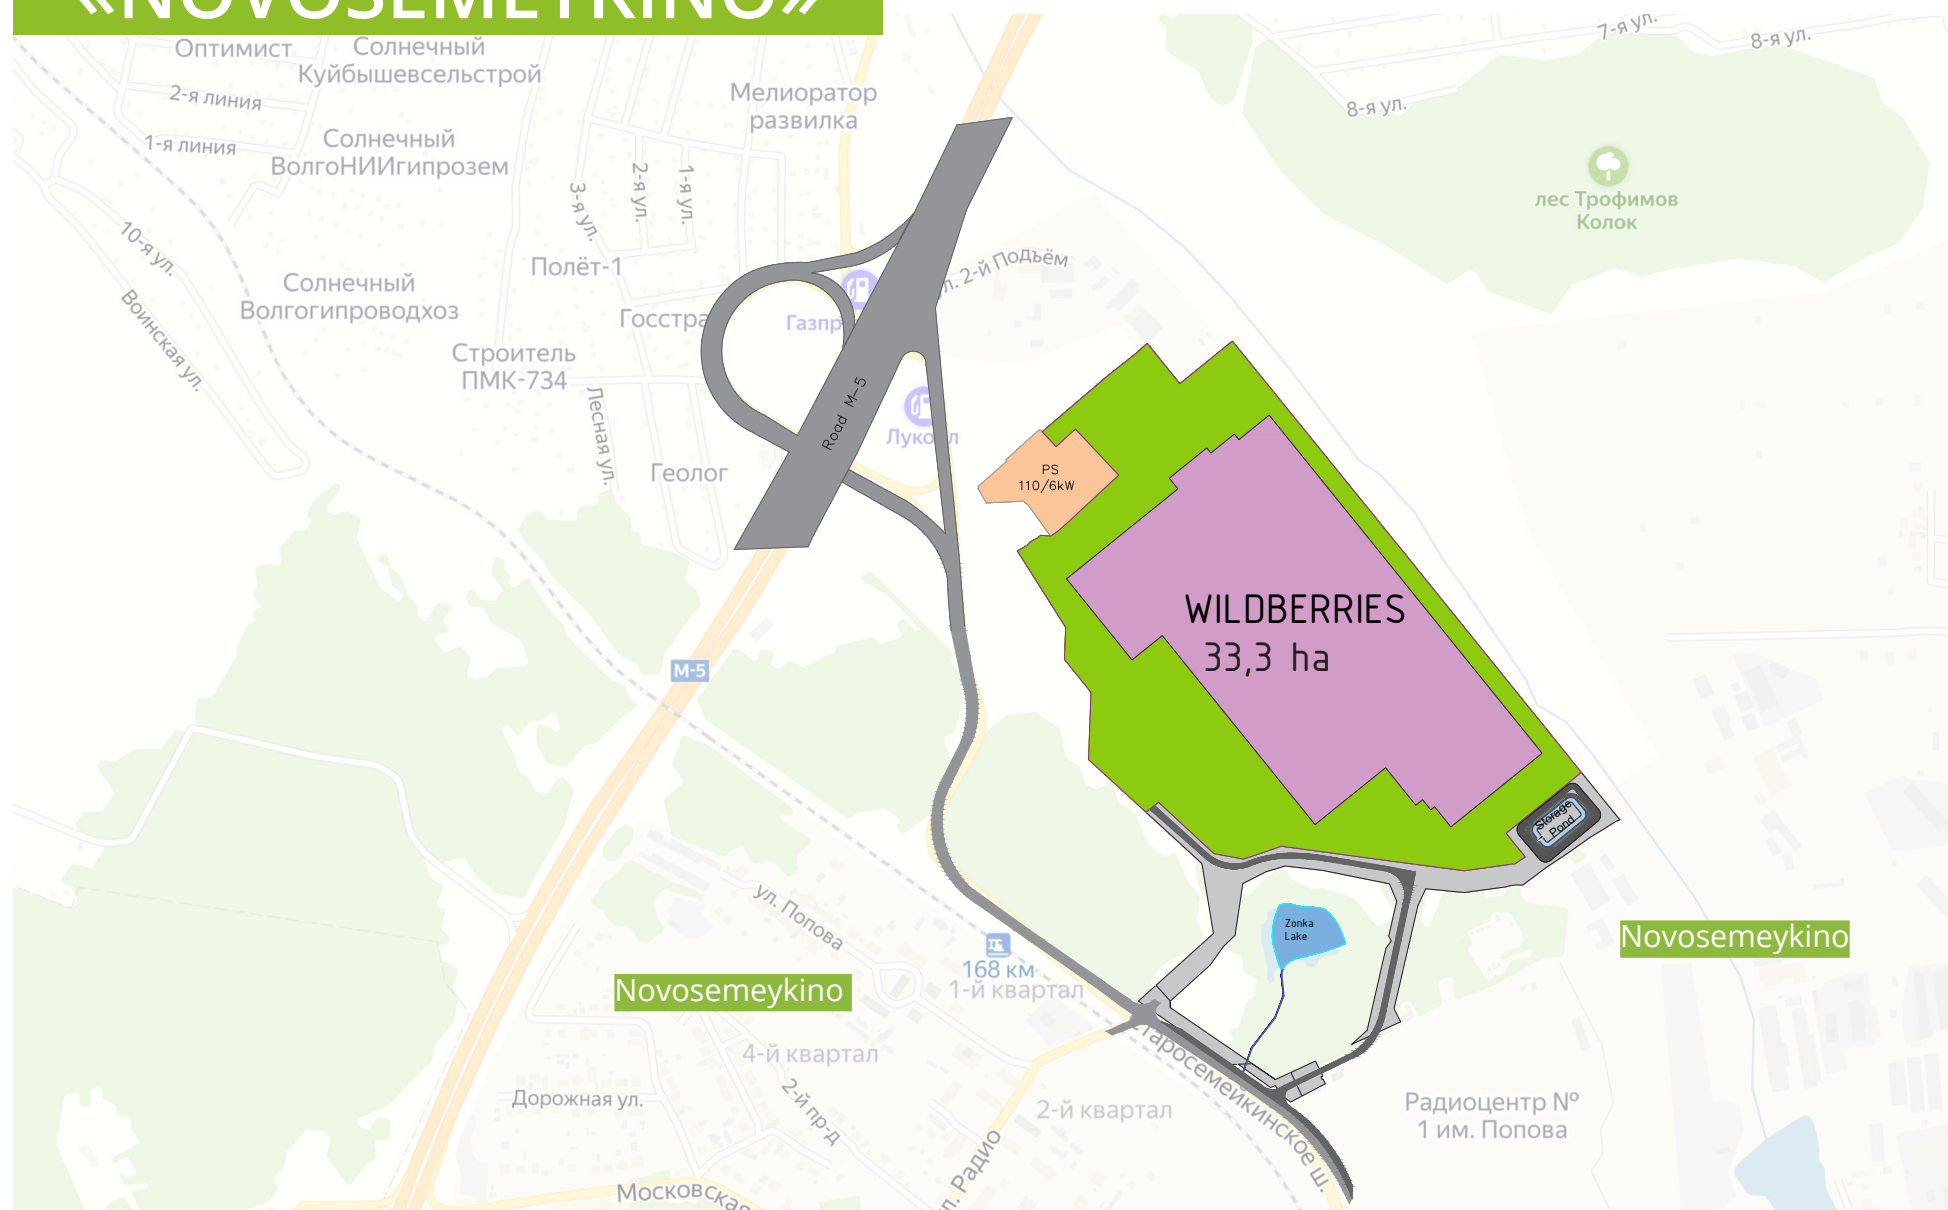 «NOVOSEMEYKINO»
Оптимист
Солнечный
Куйбышевсельстрой
2-я линия
1-я линия
Солнечный
ВолгоНИИгипрозем
Мелиоратор
развилка
7-я ул.
8-я ул.
8-я ул.
лес Трофимов
Колок
3-я ул.
2-я ул.
1-я ул.
10-я ул.
Воинская ул.
Солнечный
Волгогипроводхоз
Полёт-1
ул. 2-й Подъём
Госстра
Газпр
Строитель
ПМК-734
Лесная ул.
Road M-5
Луко л
Геолог
PS
110/6kW
WILDBERRIES
33,3 ha
М-5
Storage
Pond
ул. Попова
Zonka
Lake
Novosemeykino
168 км
1-й квартал
Novosemeykino
4-й квартал
Старосемейкинское ш.
2-й пр-д
Дорожная ул.
2-й квартал
Радиоцентр №
1 им. Попова
Московская
л. Радио